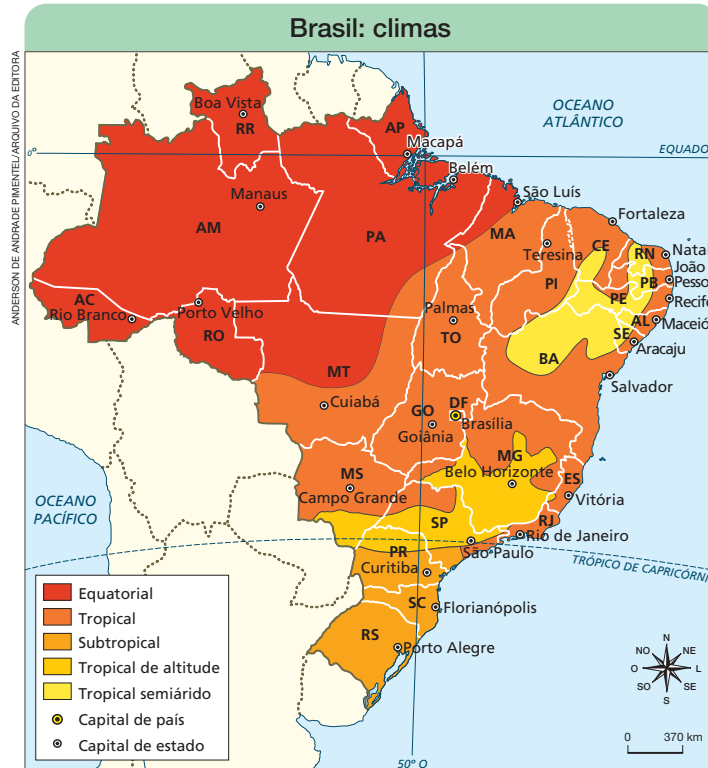 Brasil: climas
ANDERSON DE ANDRADE PIMENTEL/ARQUIVO DA EDITORA
OCEANO
ATLÂNTICO
Boa Vista
RR
AP
Macapá
0°
EQUADOR
Belém
São Luís
Manaus
Fortaleza
AM
PA
MA
CE
RN
Natal
Teresina
João
PB
Pessoa
PI
AC
PE
Recife
Rio Branco
Porto Velho
Palmas
AL
Maceió
RO
TO
SE
Aracaju
BA
MT
Salvador
Cuiabá
GO
DF
Brasília
Goiânia
MG
MS
Belo Horizonte
ES
Campo Grande
Vitória
OCEANO
PACÍFICO
SP
RJ
Rio de Janeiro
São Paulo
PR
TRÓPICO DE CAPRICÓRNI
Curitiba
SC
Florianópolis
RS
Porto Alegre
Equatorial
Tropical
Subtropical
Tropical de altitude
Tropical semiárido
Capital de país
Capital de estado
N
NO
NE
O
L
SO
SE
S
0
370 km
50° O